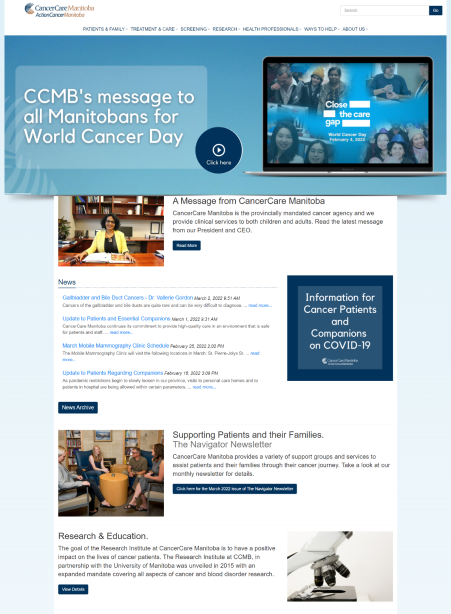 CancerCare Manitoba
ActionCancerManitoba
Search
Go
PATIENTS & FAMILY - TREATMENT & CARE - SCREENING - RESEARCH - HEALTH PROFESSIONALS - WAYS TO HELP - ABOUT US -
CCMB's message to
all Manitobans for
World Cancer Day
Click here
Close
the care
gap
World Cancer Day
February 4, 2022
A Message from CancerCare Manitoba
CancerCare Manitoba is the provincially mandated cancer agency and we
provide clinical services to both children and adults. Read the latest message
from our President and CEO.
Read More
News
Gallbladder and Bile Duct Cancers - Dr. Vallerie Gordon March 2, 2022 9:51 AM
Cancers of the gallbladder and bile ducts are quite rare and can be very difficult to diagnose. ... read more...
Update to Patients and Essential Companions March 1, 2022 9:31 AM
CancerCare Manitoba continues its commitment to provide high-quality care in an environment that is safe
for patients and staff. ... read more...
March Mobile Mammography Clinic Schedule February 25, 2022 2:02 PM
The Mobile Mammography Clinic will visit the following locations in March: St. Pierre-Jolys St. ... read
more...
Update to Patients Regarding Companions February 18, 2022 3:09 PM
As pandemic restrictions begin to slowly loosen in our province, visits to personal care homes and to
patients in hospital are being allowed within certain parameters. ... read more...
News Archive
Information for
Cancer Patients
and
Companions
on COVID-19
CancerCare Manitoba
Supporting Patients and their Families.
The Navigator Newsletter
CancerCare Manitoba provides a variety of support groups and services to
assist patients and their families through their cancer journey. Take a look at our
monthly newsletter for details.
Click here for the March 2022 issue of The Navigator Newsletter
Research & Education.
The goal of the Research Institute at CancerCare Manitoba is to have a positive
impact on the lives of cancer patients. The Research Institute at CCMB, in
partnership with the University of Manitoba was unveiled in 2015 with an
expanded mandate covering all aspects of cancer and blood disorder research.
View Details